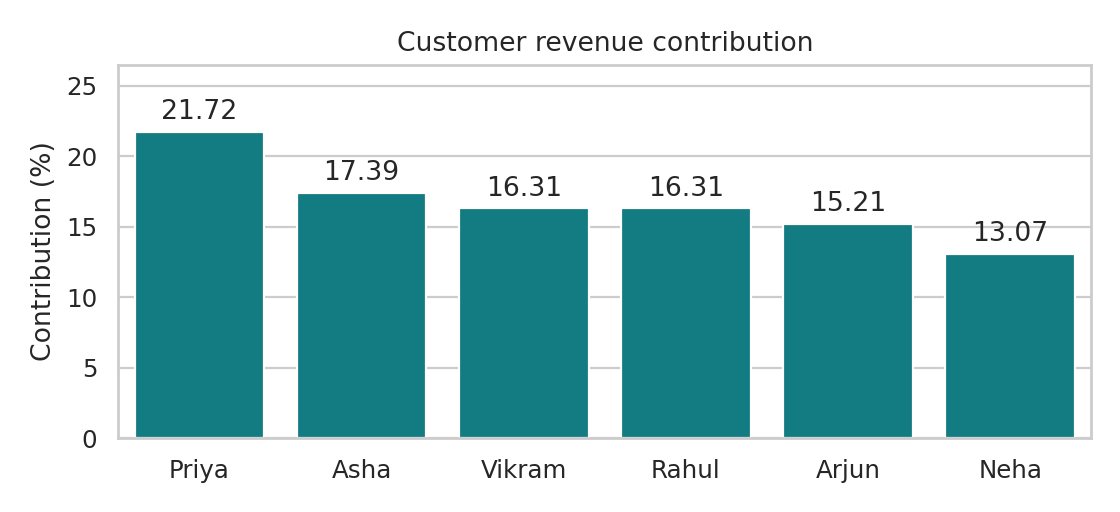 Customer revenue contribution
Contribution (%)
25
20
15
10
5
0
21.72
17.39
16.31
16.31
15.21
13.07
Priya
Asha
Vikram
Rahul
Arjun
Neha